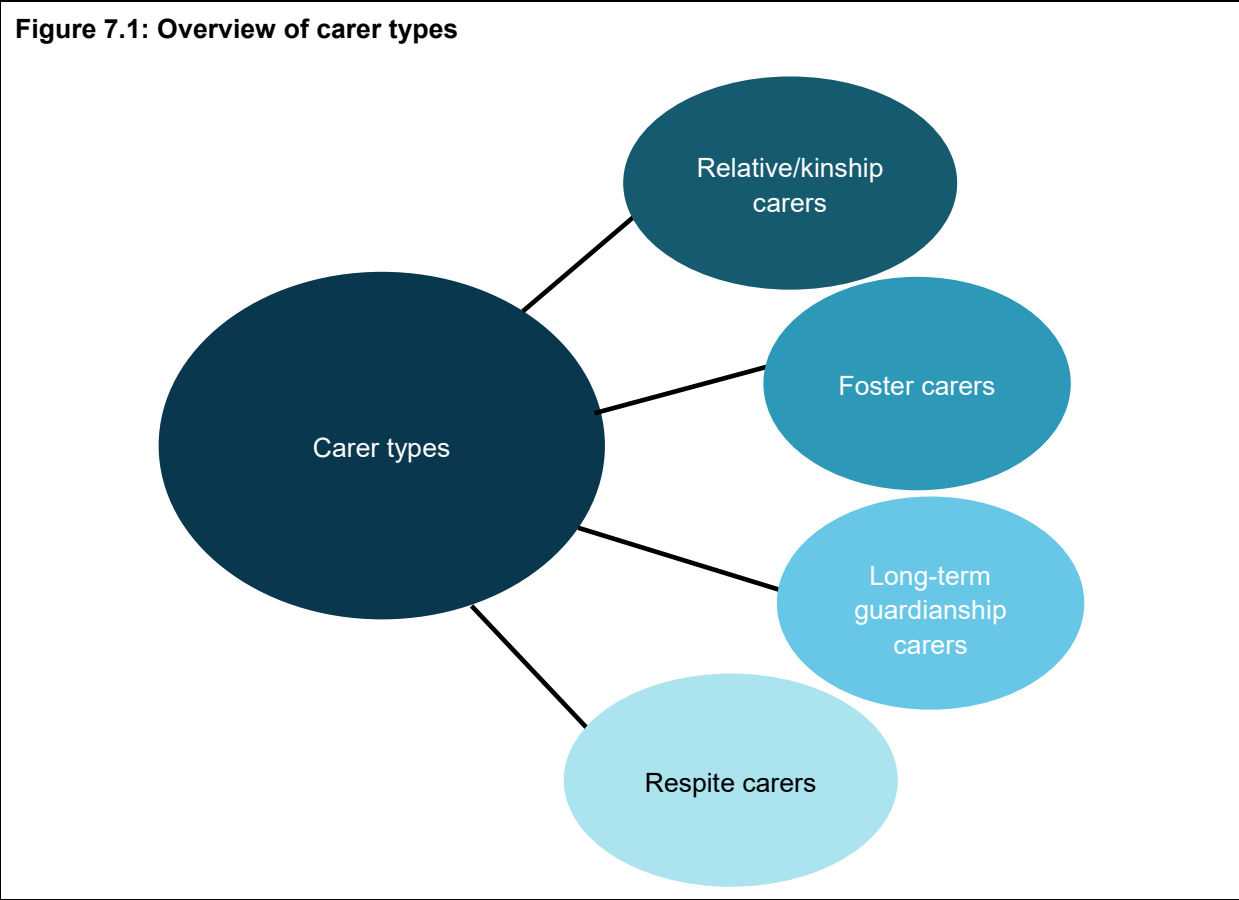 Figure 7.1: Overview of carer types
Relative/kinship
carers
Foster carers
Carer types
Long-term
guardianship
carers
Respite carers